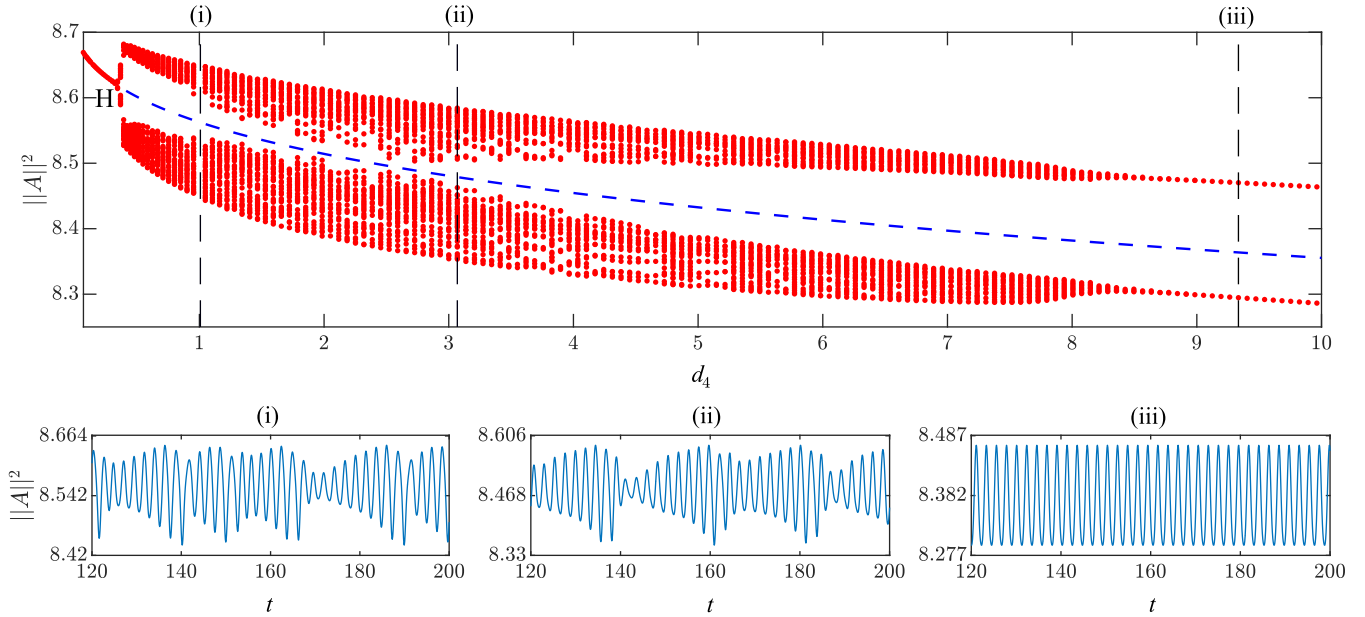 (i) (ii) (iii)
8.7
8.6
H
8.5
8.4
8.3
||A||²
1 2 3 4 5 6 7 8 9 10
d₄
(i) (ii) (iii)
8.664 8.606 8.487
8.542 8.468 8.382
8.42 8.33 8.277
||A||²
120 140 160 180 200 120 140 160 180 200 120 140 160 180 200
t t t